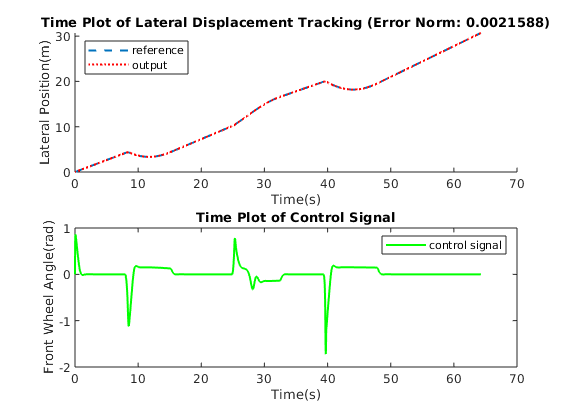 Time Plot of Lateral Displacement Tracking (Error Norm: 0.0021588)
30
20
10
0
Lateral Position(m)
reference
output
0 10 20 30 40 50 60 70
Time(s)
Time Plot of Control Signal
1
0
-1
-2
Front Wheel Angle(rad)
control signal
0 10 20 30 40 50 60 70
Time(s)